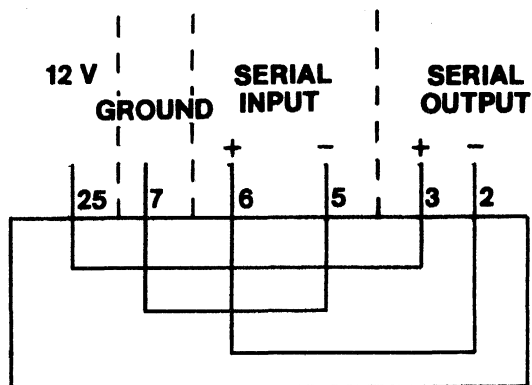 12 V
GROUND
SERIAL
INPUT
SERIAL
OUTPUT
+ − + −
25 7 6 5 3 2